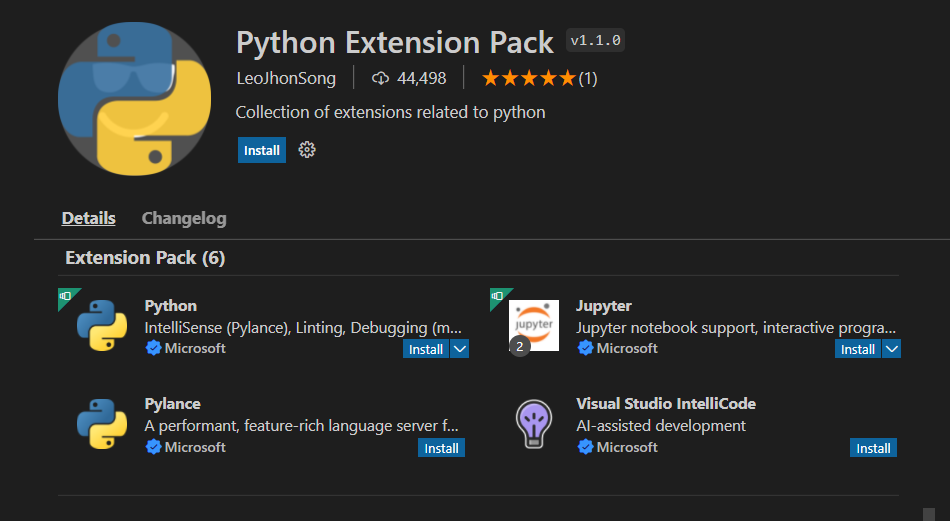 Python Extension Pack v1.1.0
LeoJhonSong 44,498 ★★★★★(1)
Collection of extensions related to python
Install
Details Changelog
Extension Pack (6)
Python
IntelliSense (Pylance), Linting, Debugging (m...
Microsoft Install
Jupyter
Jupyter notebook support, interactive progra...
Microsoft Install
jupyter
2
Pylance
A performant, feature-rich language server f...
Microsoft Install
Visual Studio IntelliCode
AI-assisted development
Microsoft Install